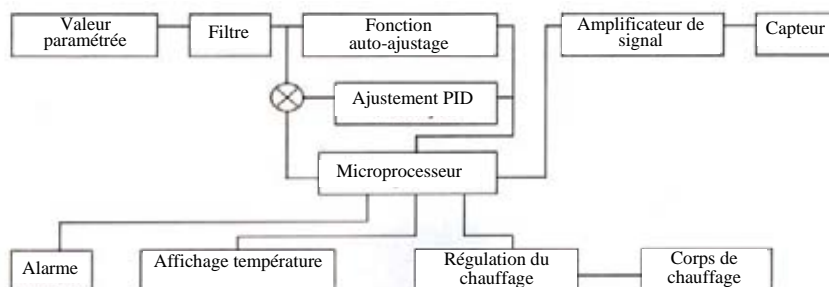 Valeur
paramétrée
Filtre
Fonction
auto-ajustage
Amplificateur de
signal
Capteur
Ajustement PID
Microprocesseur
Alarme
Affichage température
Régulation du
chauffage
Corps de
chauffage